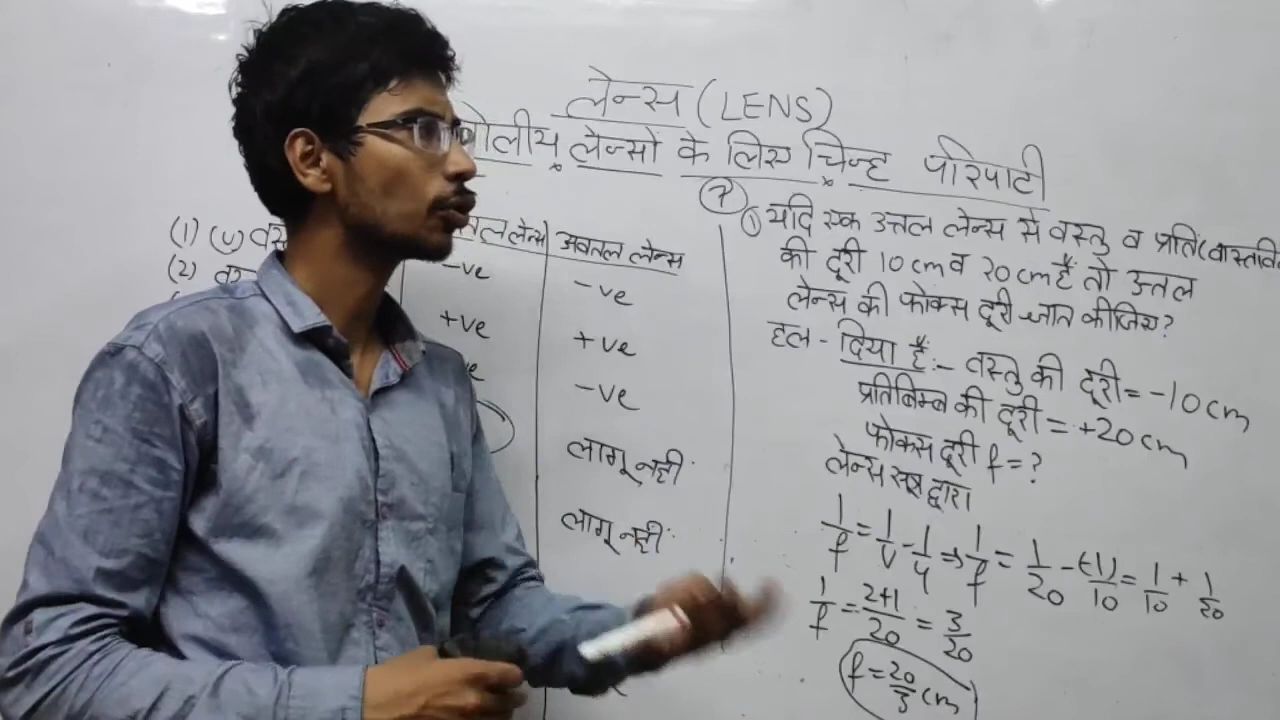 लेन्स (LENS)
गोलीय लेन्सों के लिए चिन्ह परिपाटी
(1) (u)
(2)
लेन्स अवतल लेन्स
-ve -ve
+ve +ve
-ve
लागू नहीं
लागू नहीं
7
① यदि एक उत्तल लेन्स से वस्तु व प्रति(वास्तवि
की दूरी 10 cm व 20 cm है तो उत्तल
लेन्स की फोकस दूरी ज्ञात कीजिए?
हल - दिया है:- वस्तु की दूरी = -10 cm
प्रतिबिम्ब की दूरी = +20 cm
फोकस दूरी f = ?
लेन्स सूत्र द्वारा
1/f = 1/v - 1/u ⇒ 1/f = 1/20 - (-1)/10 = 1/10 + 1/20
1/f = 2+1/20 = 3/20
f = 20/3 cm